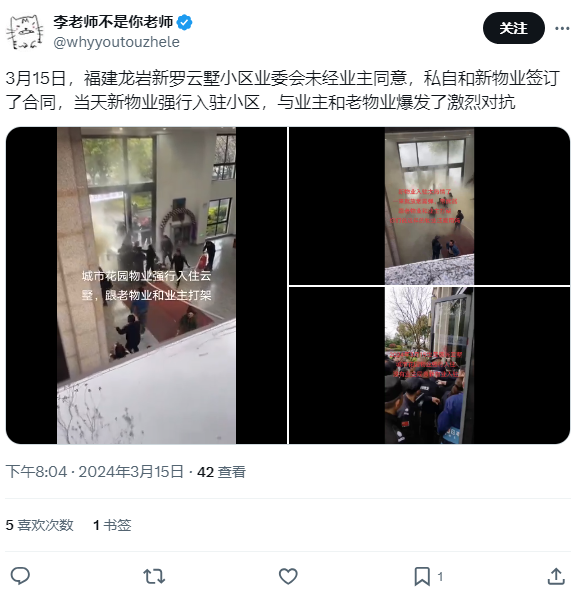 李老师不是你老师
@whyyoutouzhele
关注
3月15日，福建龙岩新罗云墅小区业委会未经业主同意，私自和新物业签订
了合同，当天新物业强行入驻小区，与业主和老物业爆发了激烈对抗
城市花园物业强行入住云
墅，跟老物业和业主打架
下午8:04 · 2024年3月15日 · 42 查看
5 喜欢次数 1 书签
1